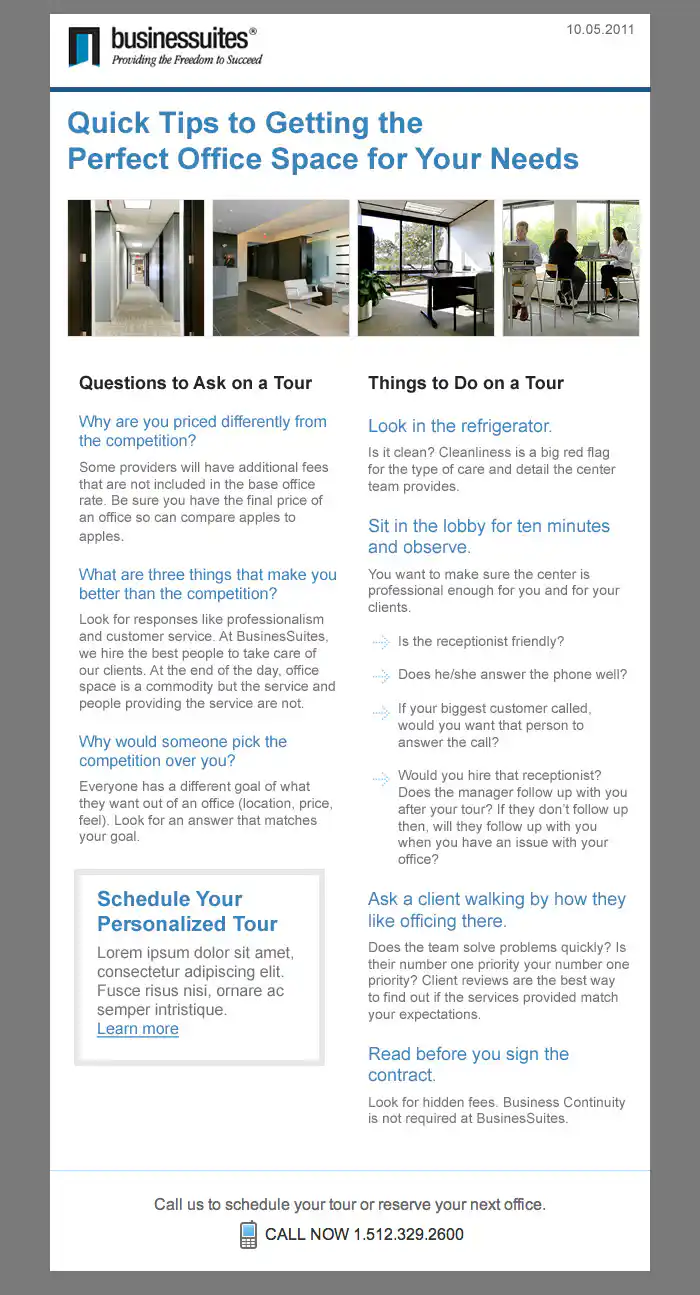 businessuites®
Providing the Freedom to Succeed
10.05.2011
Quick Tips to Getting the
Perfect Office Space for Your Needs
Questions to Ask on a Tour
Why are you priced differently from
the competition?
Some providers will have additional fees
that are not included in the base office
rate. Be sure you have the final price of
an office so can compare apples to
apples.
What are three things that make you
better than the competition?
Look for responses like professionalism
and customer service. At BusinesSuites,
we hire the best people to take care of
our clients. At the end of the day, office
space is a commodity but the service and
people providing the service are not.
Why would someone pick the
competition over you?
Everyone has a different goal of what
they want out of an office (location, price,
feel). Look for an answer that matches
your goal.
Schedule Your
Personalized Tour
Lorem ipsum dolor sit amet,
consectetur adipiscing elit.
Fusce risus nisi, ornare ac
semper intristique.
Learn more
Things to Do on a Tour
Look in the refrigerator.
Is it clean? Cleanliness is a big red flag
for the type of care and detail the center
team provides.
Sit in the lobby for ten minutes
and observe.
You want to make sure the center is
professional enough for you and for your
clients.
Is the receptionist friendly?
Does he/she answer the phone well?
If your biggest customer called,
would you want that person to
answer the call?
Would you hire that receptionist?
Does the manager follow up with you
after your tour? If they don't follow up
then, will they follow up with you
when you have an issue with your
office?
Ask a client walking by how they
like officing there.
Does the team solve problems quickly? Is
their number one priority your number one
priority? Client reviews are the best way
to find out if the services provided match
your expectations.
Read before you sign the
contract.
Look for hidden fees. Business Continuity
is not required at BusinesSuites.
Call us to schedule your tour or reserve your next office.
CALL NOW 1.512.329.2600